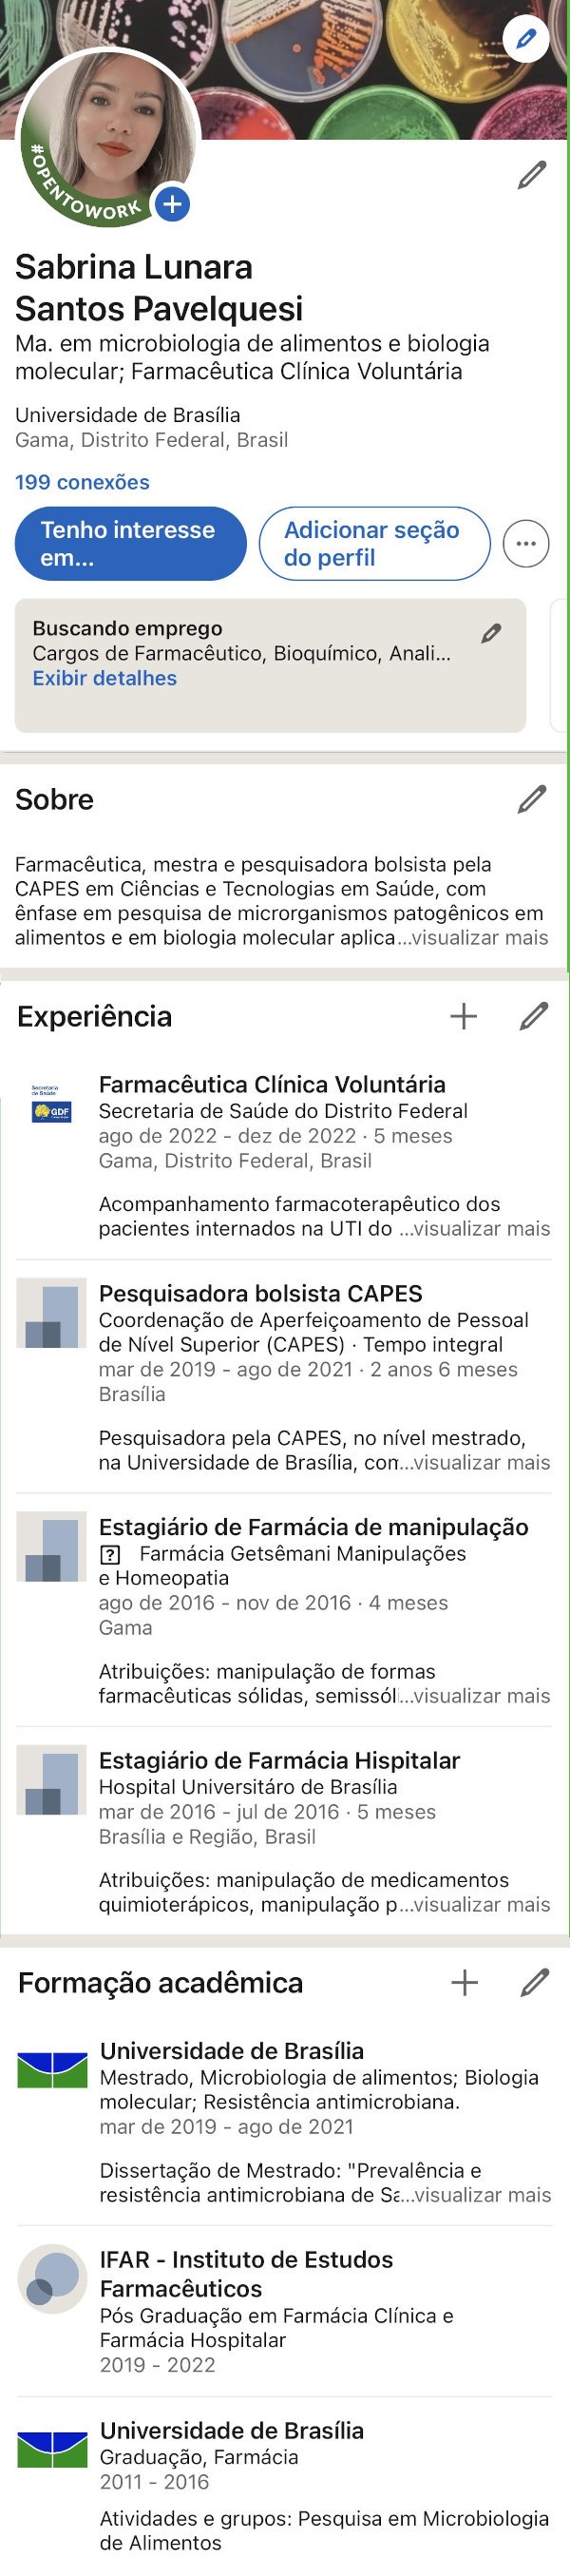 #OPENTOWORK
Sabrina Lunara
Santos Pavelquesi
Ma. em microbiologia de alimentos e biologia
molecular; Farmacêutica Clínica Voluntária
Universidade de Brasília
Gama, Distrito Federal, Brasil
199 conexões
Tenho interesse
em...
Adicionar seção
do perfil
Buscando emprego
Cargos de Farmacêutico, Bioquímico, Anali...
Exibir detalhes
Sobre
Farmacêutica, mestra e pesquisadora bolsista pela
CAPES em Ciências e Tecnologias em Saúde, com
ênfase em pesquisa de microrganismos patogênicos em
alimentos e em biologia molecular aplica...visualizar mais
Experiência
Secretaria
de Saúde
GDF
Farmacêutica Clínica Voluntária
Secretaria de Saúde do Distrito Federal
ago de 2022 - dez de 2022 · 5 meses
Gama, Distrito Federal, Brasil
Acompanhamento farmacoterapêutico dos
pacientes internados na UTI do ...visualizar mais
Pesquisadora bolsista CAPES
Coordenação de Aperfeiçoamento de Pessoal
de Nível Superior (CAPES) · Tempo integral
mar de 2019 - ago de 2021 · 2 anos 6 meses
Brasília
Pesquisadora pela CAPES, no nível mestrado,
na Universidade de Brasília, con...visualizar mais
Estagiário de Farmácia de manipulação
? Farmácia Getsêmani Manipulações
e Homeopatia
ago de 2016 - nov de 2016 · 4 meses
Gama
Atribuições: manipulação de formas
farmacêuticas sólidas, semissóli...visualizar mais
Estagiário de Farmácia Hispitalar
Hospital Universitáro de Brasília
mar de 2016 - jul de 2016 · 5 meses
Brasília e Região, Brasil
Atribuições: manipulação de medicamentos
quimioterápicos, manipulação p...visualizar mais
Formação acadêmica
Universidade de Brasília
Mestrado, Microbiologia de alimentos; Biologia
molecular; Resistência antimicrobiana.
mar de 2019 - ago de 2021
Dissertação de Mestrado: "Prevalência e
resistência antimicrobiana de Sa...visualizar mais
IFAR - Instituto de Estudos
Farmacêuticos
Pós Graduação em Farmácia Clínica e
Farmácia Hospitalar
2019 - 2022
Universidade de Brasília
Graduação, Farmácia
2011 - 2016
Atividades e grupos: Pesquisa em Microbiologia
de Alimentos